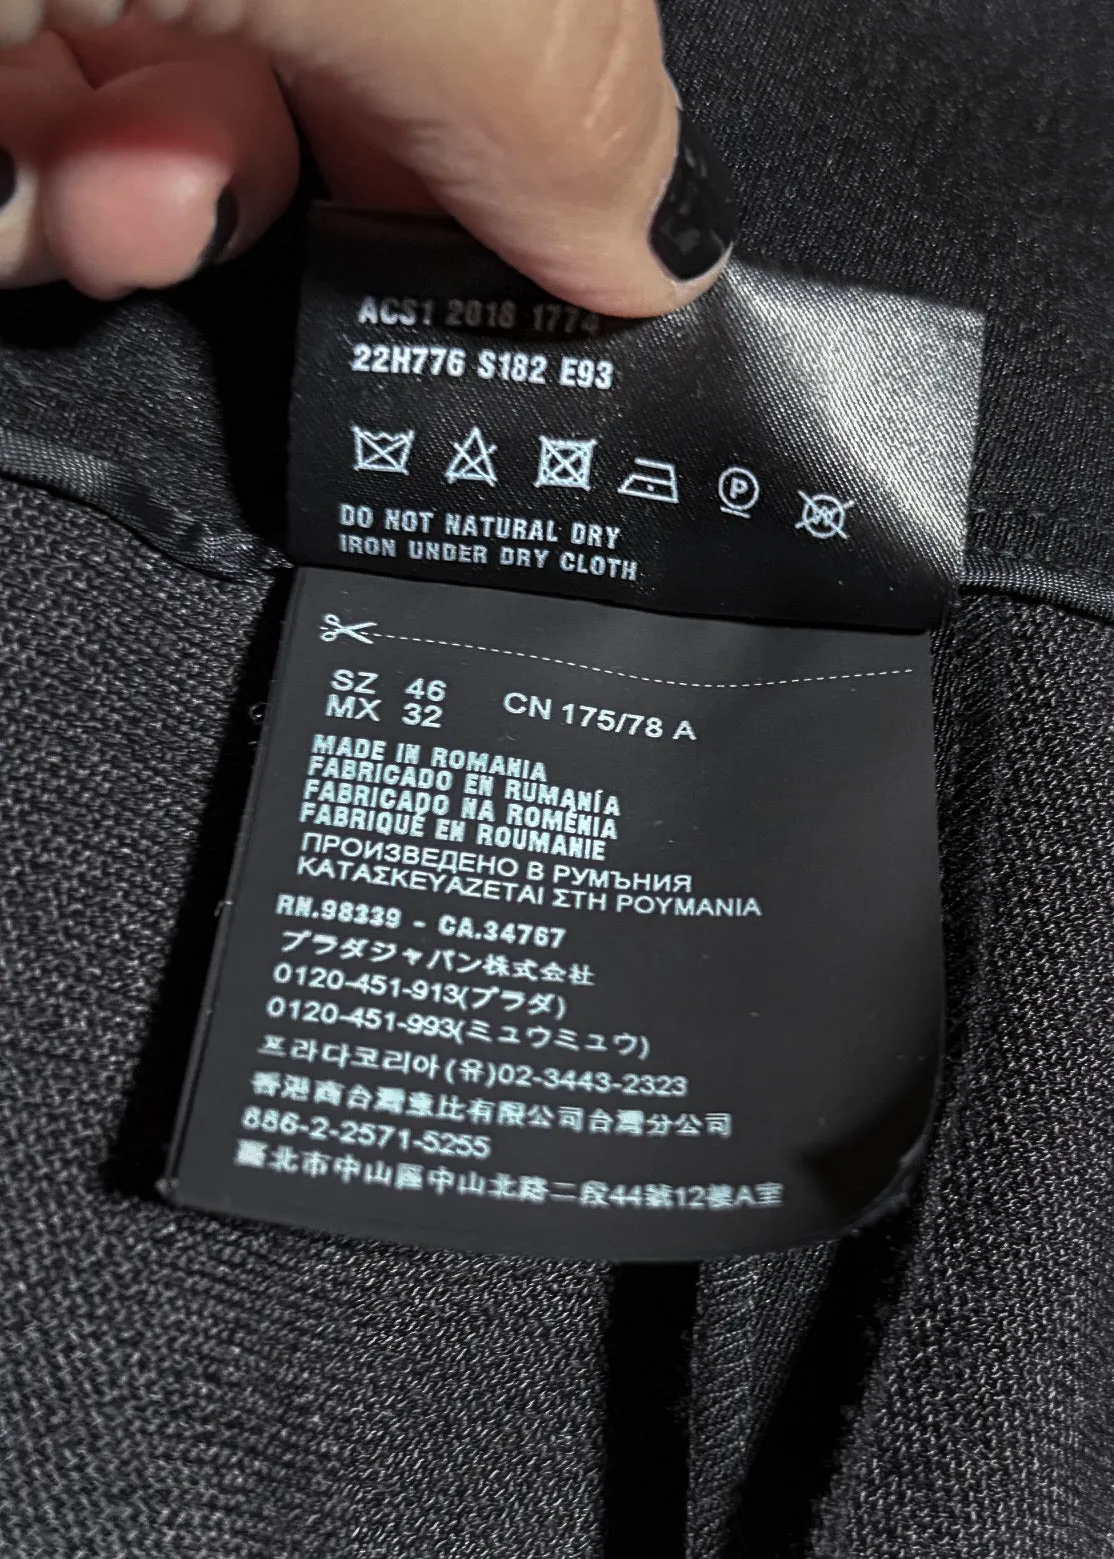 ACS1 2018 1774
22H776 S182 E93
P
DO NOT NATURAL DRY
IRON UNDER DRY CLOTH
SZ 46 CN 175/78 A
MX 32
MADE IN ROMANIA
FABRICADO EN RUMANÍA
FABRICADO NA ROMÉNIA
FABRIQUÉ EN ROUMANIE
ПРОИЗВЕДЕНО В РУМЪНИЯ
ΚΑΤΑΣΚΕΥΑΖΕΤΑΙ ΣΤΗ ΡΟΥΜΑΝΙΑ
RN.98339 - CA.34767
プラダジャパン株式会社
0120-451-913(プラダ)
0120-451-993(ミュウミュウ)
프라다코리아(유)02-3443-2323
香港商台灣意比有限公司台灣分公司
886-2-2571-5255
臺北市中山區中山北路二段44號12樓A室